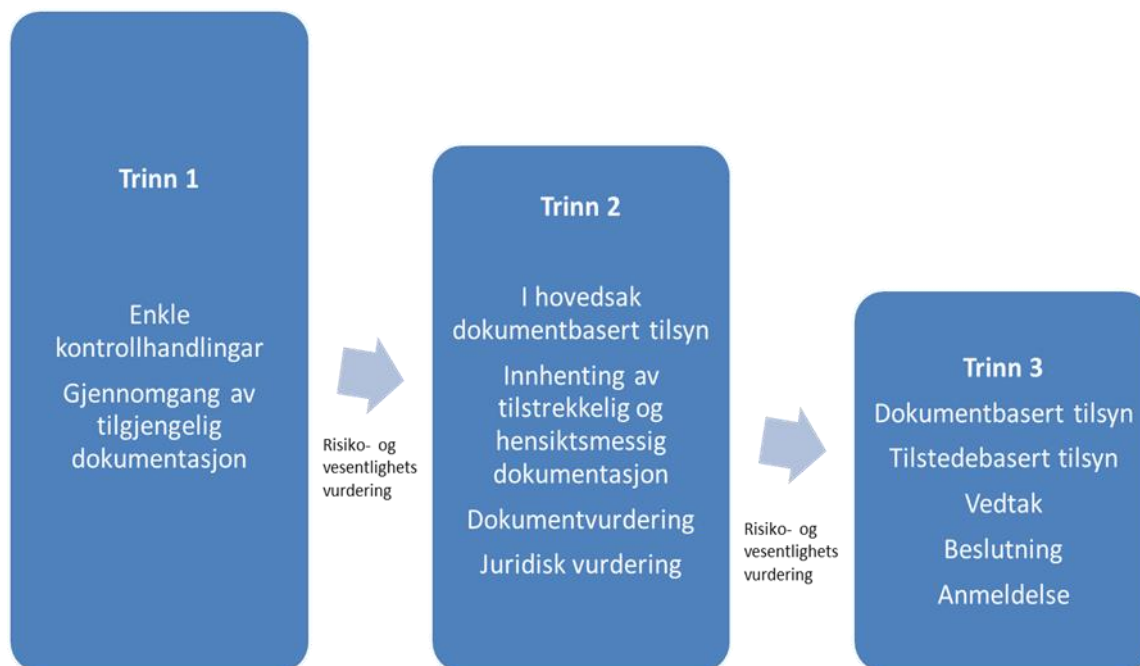 Trinn 1
Enkle
kontrollhandlingar
Gjennomgang av
tilgjengelig
dokumentasjon
Risiko- og
vesentlighets
vurdering
Trinn 2
I hovedsak
dokumentbasert tilsyn
Innhenting av
tilstrekkelig og
hensiktsmessig
dokumentasjon
Dokumentvurdering
Juridisk vurdering
Risiko- og
vesentlighets
vurdering
Trinn 3
Dokumentbasert tilsyn
Tilstedebasert tilsyn
Vedtak
Beslutning
Anmeldelse